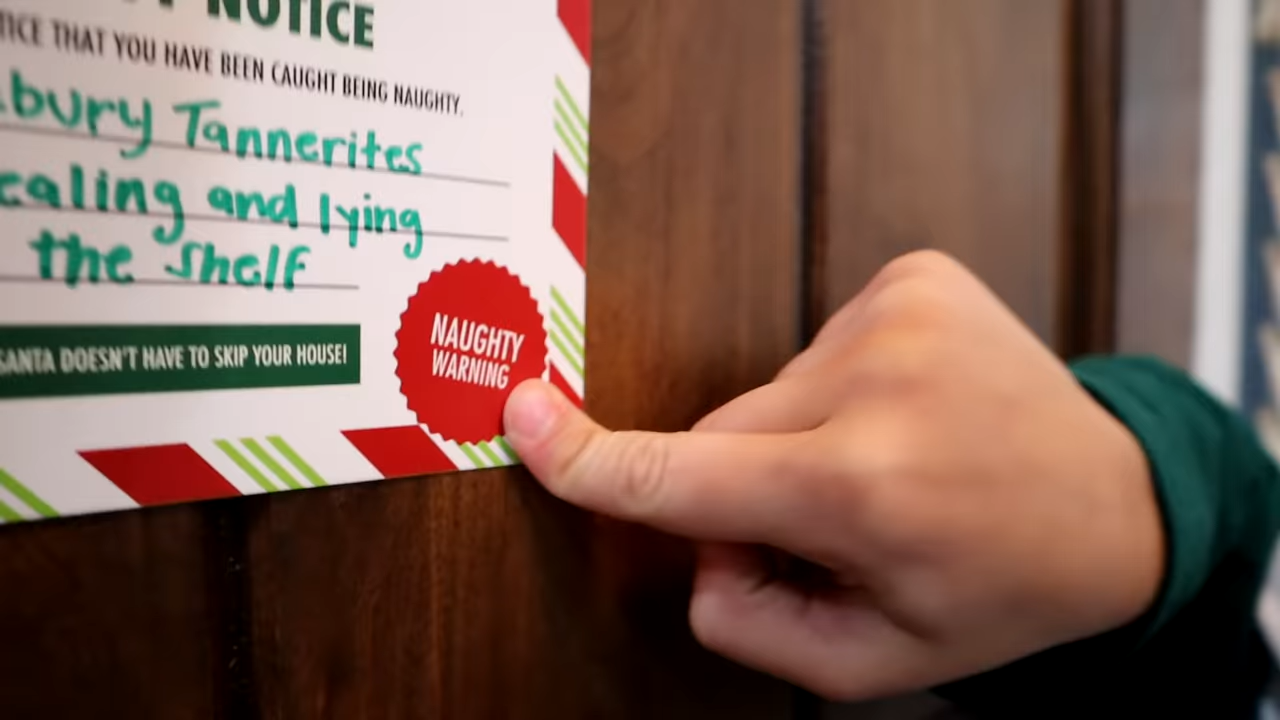 NOTICE
TICE THAT YOU HAVE BEEN CAUGHT BEING NAUGHTY.
bury Tannerites
ealing and lying
the Shelf
SANTA DOESN'T HAVE TO SKIP YOUR HOUSE!
NAUGHTY
WARNING